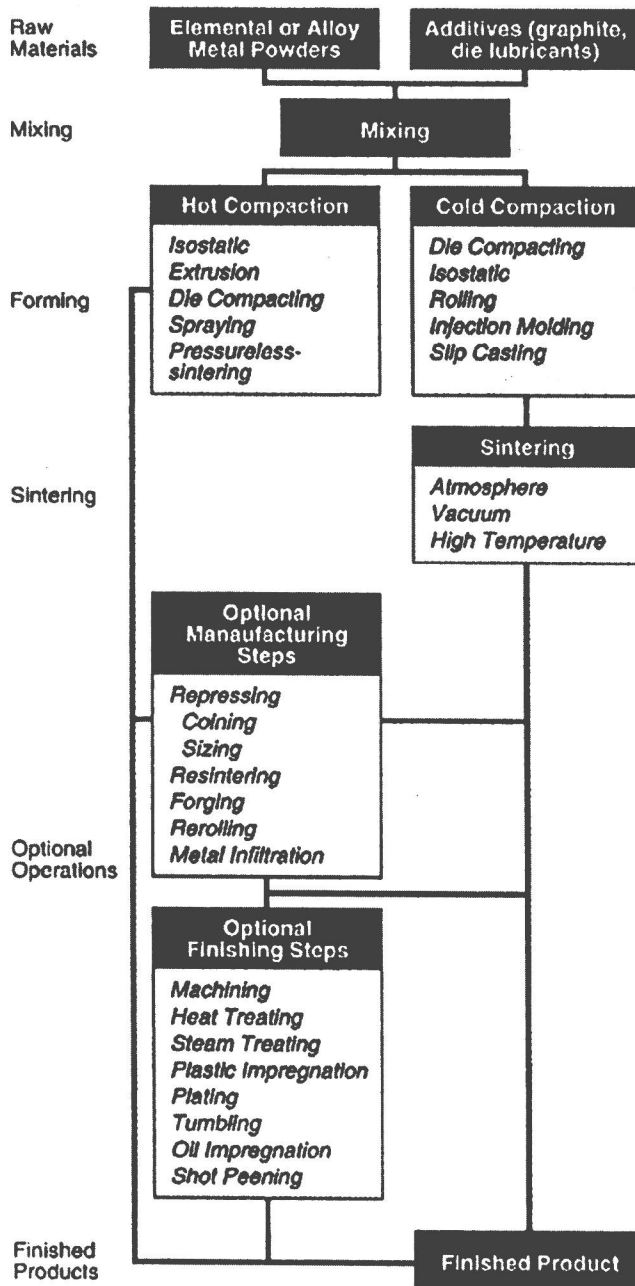 Raw
Materials
Elemental or Alloy
Metal Powders
Additives (graphite,
die lubricants)
Mixing
Mixing
Hot Compaction
Isostatic
Extrusion
Die Compacting
Spraying
Pressureless-
sintering
Cold Compaction
Die Compacting
Isostatic
Rolling
Injection Molding
Slip Casting
Forming
Sintering
Sintering
Atmosphere
Vacuum
High Temperature
Optional
Manaufacturing
Steps
Repressing
Coining
Sizing
Resintering
Forging
Rerolling
Metal Infiltration
Optional
Operations
Optional
Finishing Steps
Machining
Heat Treating
Steam Treating
Plastic Impregnation
Plating
Tumbling
Oil Impregnation
Shot Peening
Finished
Products
Finished Product